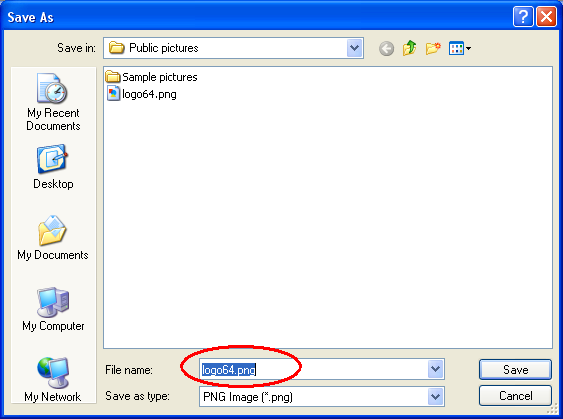 Save As
Save in:
Public pictures
Sample pictures
logo64.png
My Recent
Documents
Desktop
My Documents
My Computer
My Network
File name:
logo64.png
Save
Save as type:
PNG Image (*.png)
Cancel